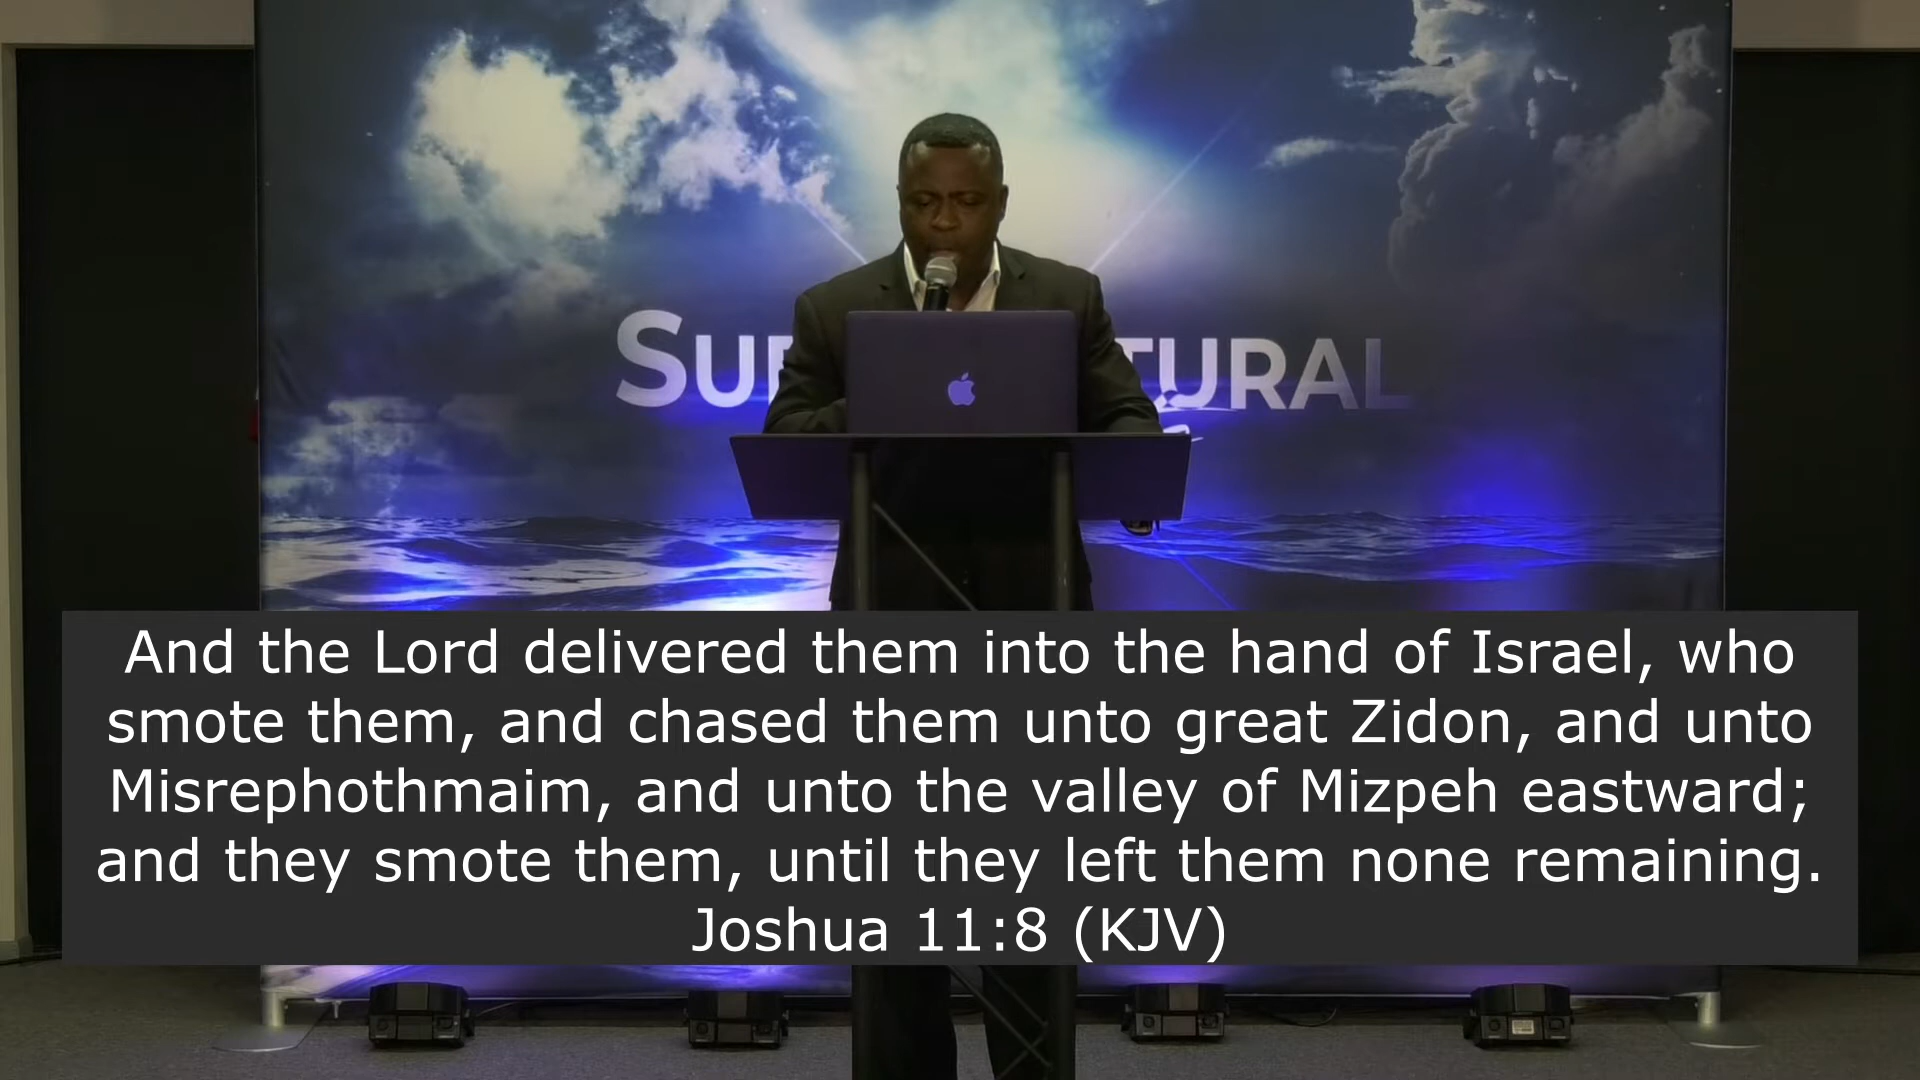 And the Lord delivered them into the hand of Israel, who
smote them, and chased them unto great Zidon, and unto
Misrephothmaim, and unto the valley of Mizpeh eastward;
and they smote them, until they left them none remaining.
Joshua 11:8 (KJV)